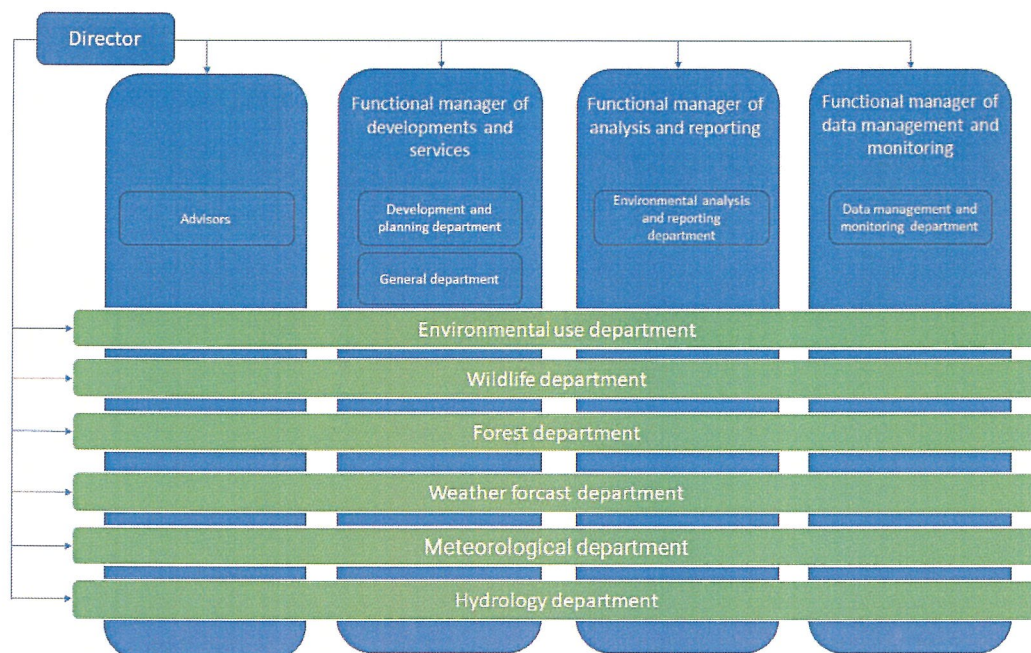 Director
Functional manager of
developments and
services
Functional manager of
analysis and reporting
Functional manager of
data management and
monitoring
Advisors
Development and
planning department
General department
Environmental analysis
and reporting
department
Data management and
monitoring department
Environmental use department
Wildlife department
Forest department
Weather forcast department
Meteorological department
Hydrology department